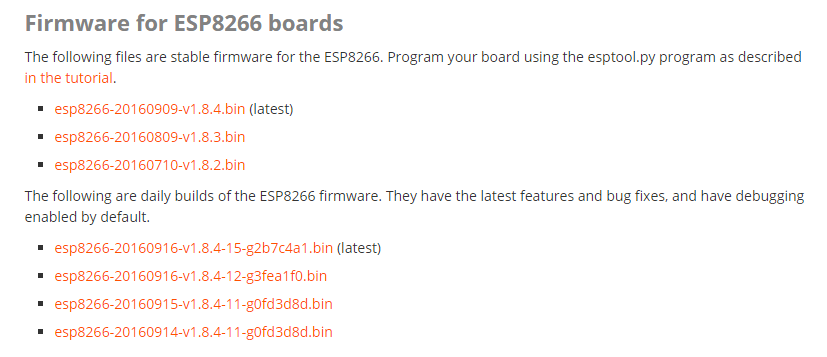 Firmware for ESP8266 boards
The following files are stable firmware for the ESP8266. Program your board using the esptool.py program as described
in the tutorial.
esp8266-20160909-v1.8.4.bin (latest)
esp8266-20160809-v1.8.3.bin
esp8266-20160710-v1.8.2.bin
The following are daily builds of the ESP8266 firmware. They have the latest features and bug fixes, and have debugging
enabled by default.
esp8266-20160916-v1.8.4-15-g2b7c4a1.bin (latest)
esp8266-20160916-v1.8.4-12-g3fea1f0.bin
esp8266-20160915-v1.8.4-11-g0fd3d8d.bin
esp8266-20160914-v1.8.4-11-g0fd3d8d.bin